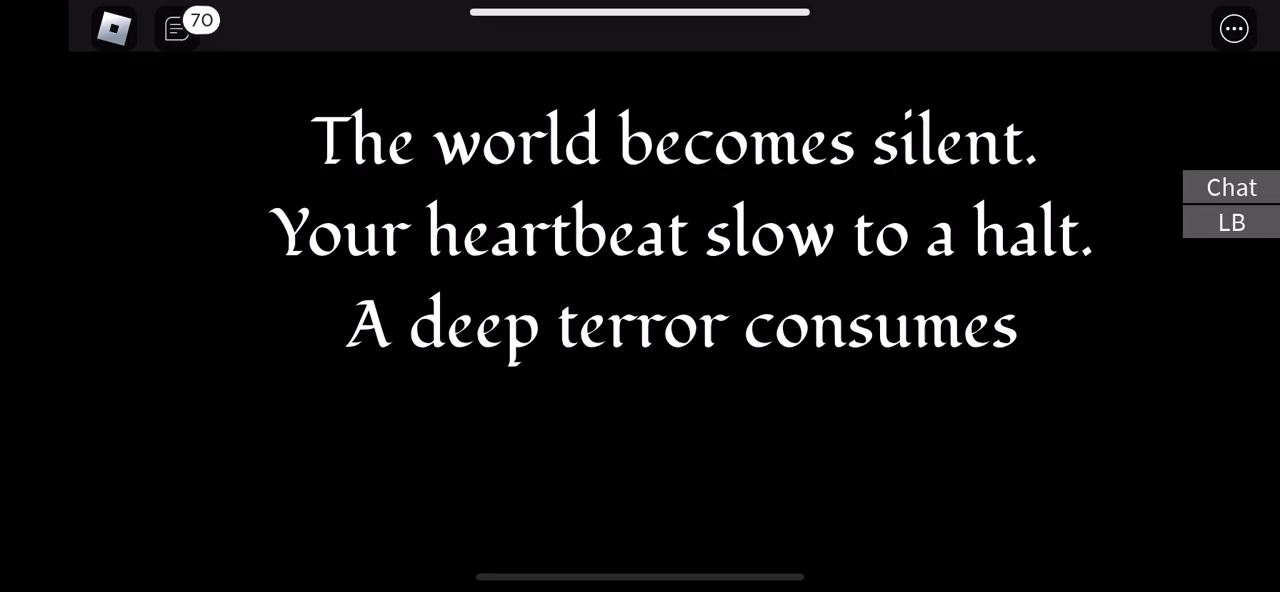 70
The world becomes silent.
Your heartbeat slow to a halt.
A deep terror consumes
Chat
LB